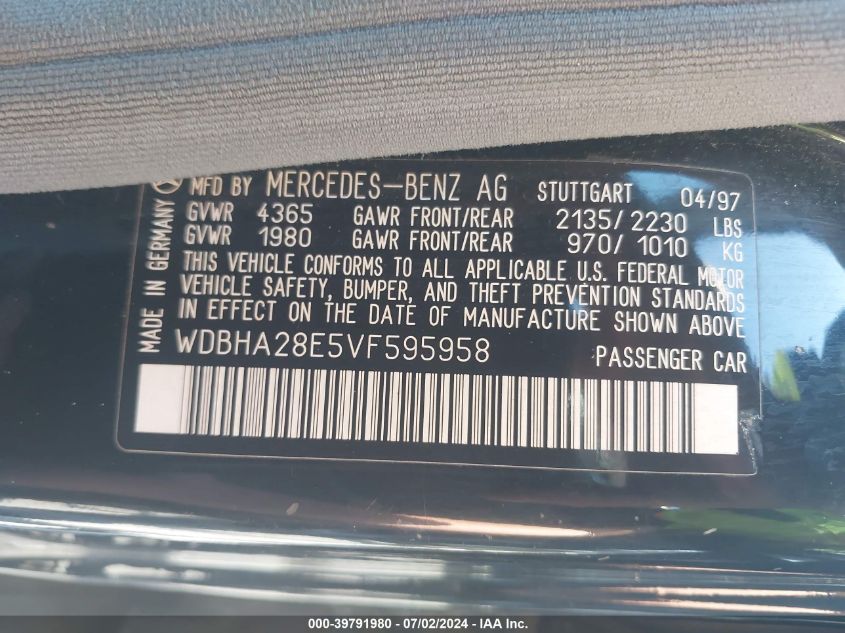 MFD BY MERCEDES-BENZ AG STUTTGART 04/97
GVWR 4365 GAWR FRONT/REAR 2135/2230 LBS
GVWR 1980 GAWR FRONT/REAR 970/1010 KG
THIS VEHICLE CONFORMS TO ALL APPLICABLE U.S. FEDERAL MOTOR
VEHICLE SAFETY, BUMPER, AND THEFT PREVENTION STANDARDS
IN EFFECT ON THE DATE OF MANUFACTURE SHOWN ABOVE
WDBHA28E5VF595958 PASSENGER CAR
MADE IN GERMANY
000-39791980 - 07/02/2024 - IAA Inc.